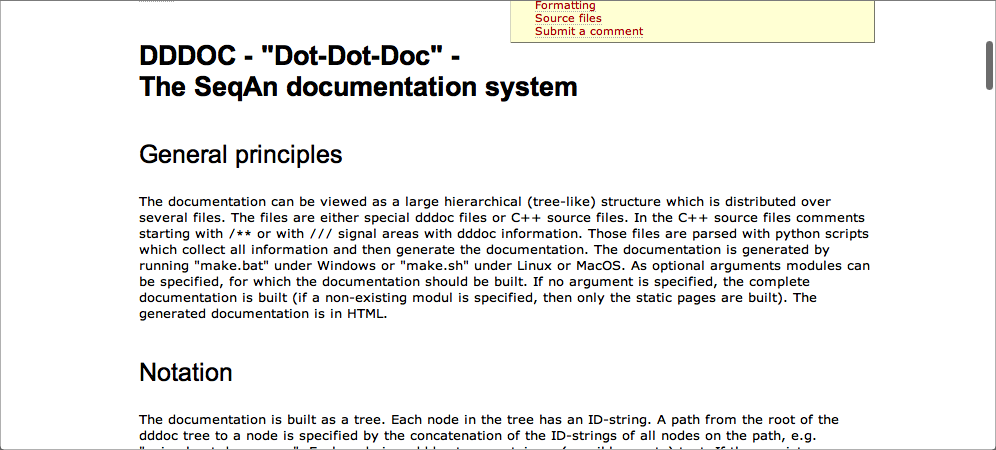 Formatting
Source files
Submit a comment
DDDOC - "Dot-Dot-Doc" -
The SeqAn documentation system
General principles
The documentation can be viewed as a large hierarchical (tree-like) structure which is distributed over
several files. The files are either special dddoc files or C++ source files. In the C++ source files comments
starting with /** or with /// signal areas with dddoc information. Those files are parsed with python scripts
which collect all information and then generate the documentation. The documentation is generated by
running "make.bat" under Windows or "make.sh" under Linux or MacOS. As optional arguments modules can
be specified, for which the documentation should be built. If no argument is specified, the complete
documentation is built (if a non-existing modul is specified, then only the static pages are built). The
generated documentation is in HTML.
Notation
The documentation is built as a tree. Each node in the tree has an ID-string. A path from the root of the
dddoc tree to a node is specified by the concatenation of the ID-strings of all nodes on the path, e.g.